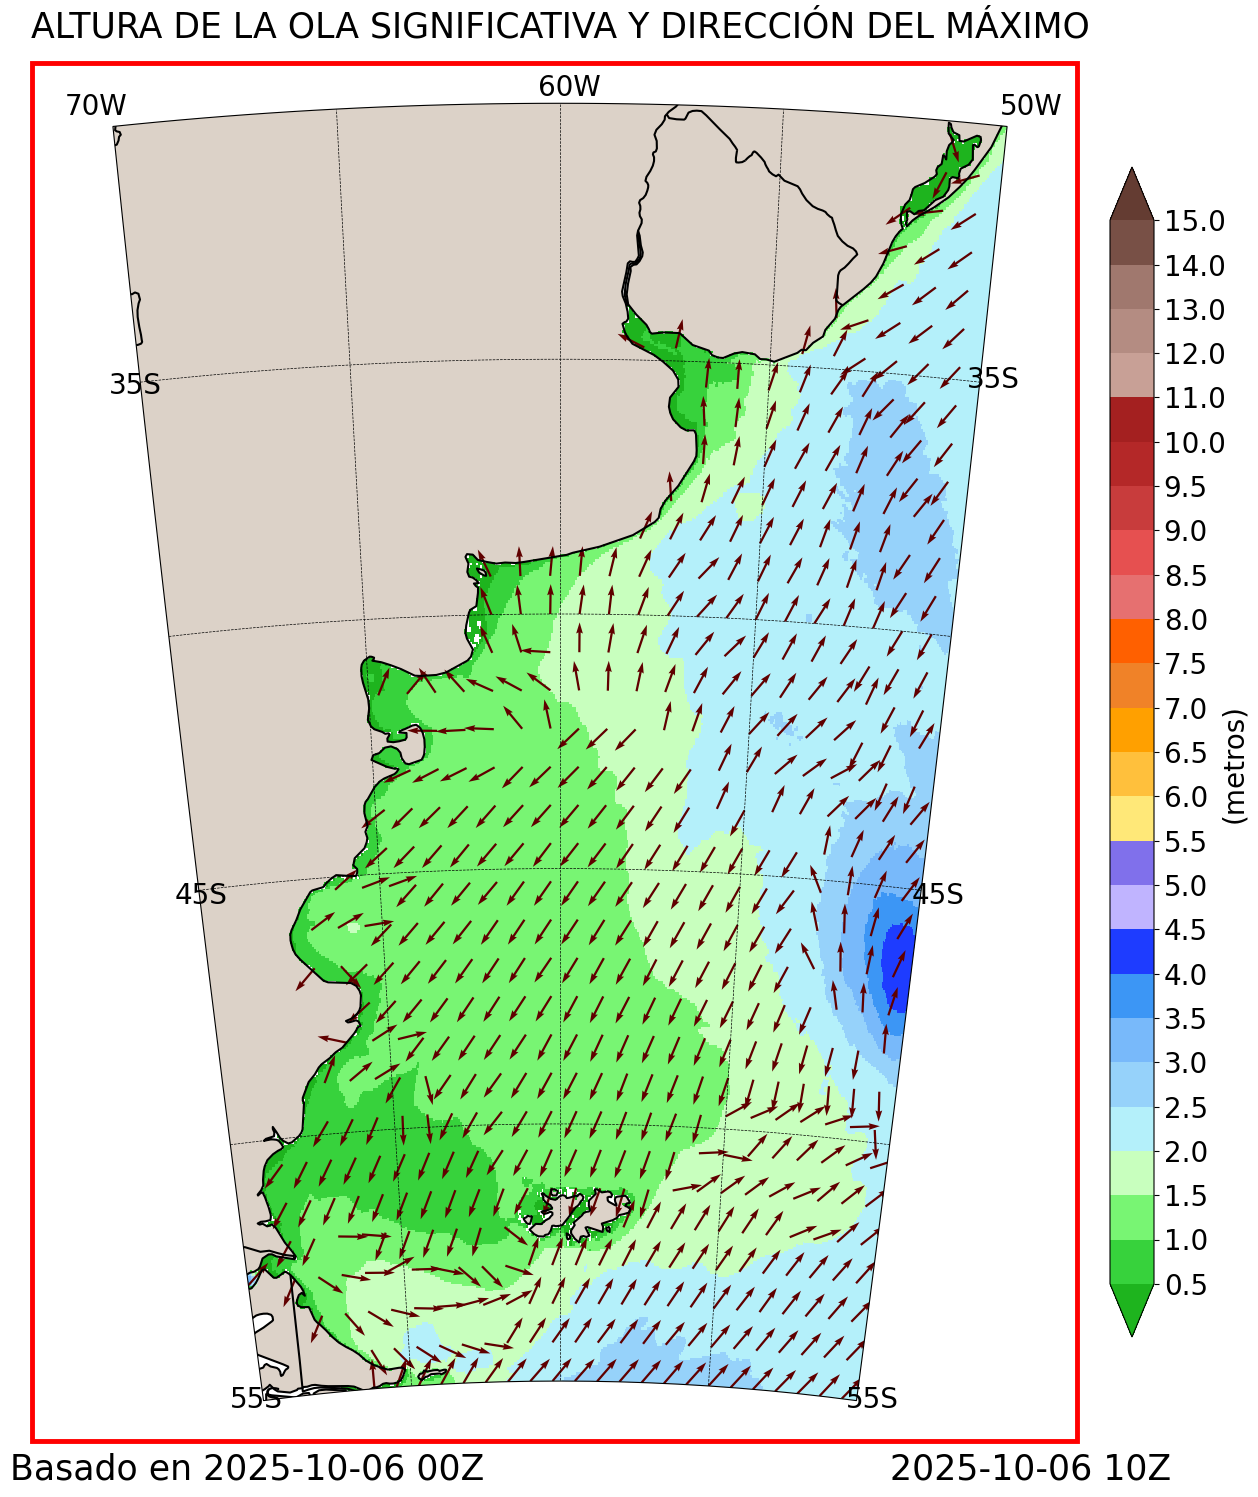 ALTURA DE LA OLA SIGNIFICATIVA Y DIRECCIÓN DEL MÁXIMO
70W
60W
50W
35S
35S
45S
45S
55S
55S
15.0
14.0
13.0
12.0
11.0
10.0
9.5
9.0
8.5
8.0
7.5
7.0
6.5
6.0
5.5
5.0
4.5
4.0
3.5
3.0
2.5
2.0
1.5
1.0
0.5
(metros)
Basado en 2025-10-06 00Z
2025-10-06 10Z